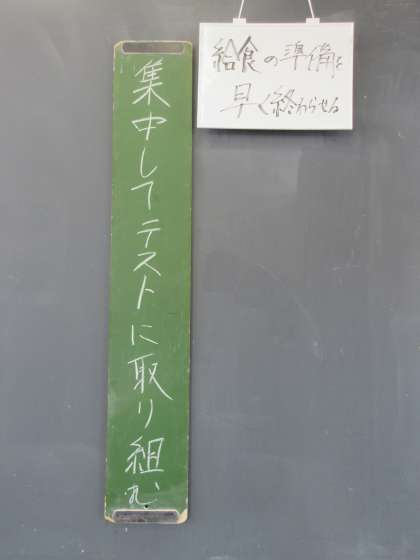 給食の準備を
早く終わらせる
集中してテストに取り組む